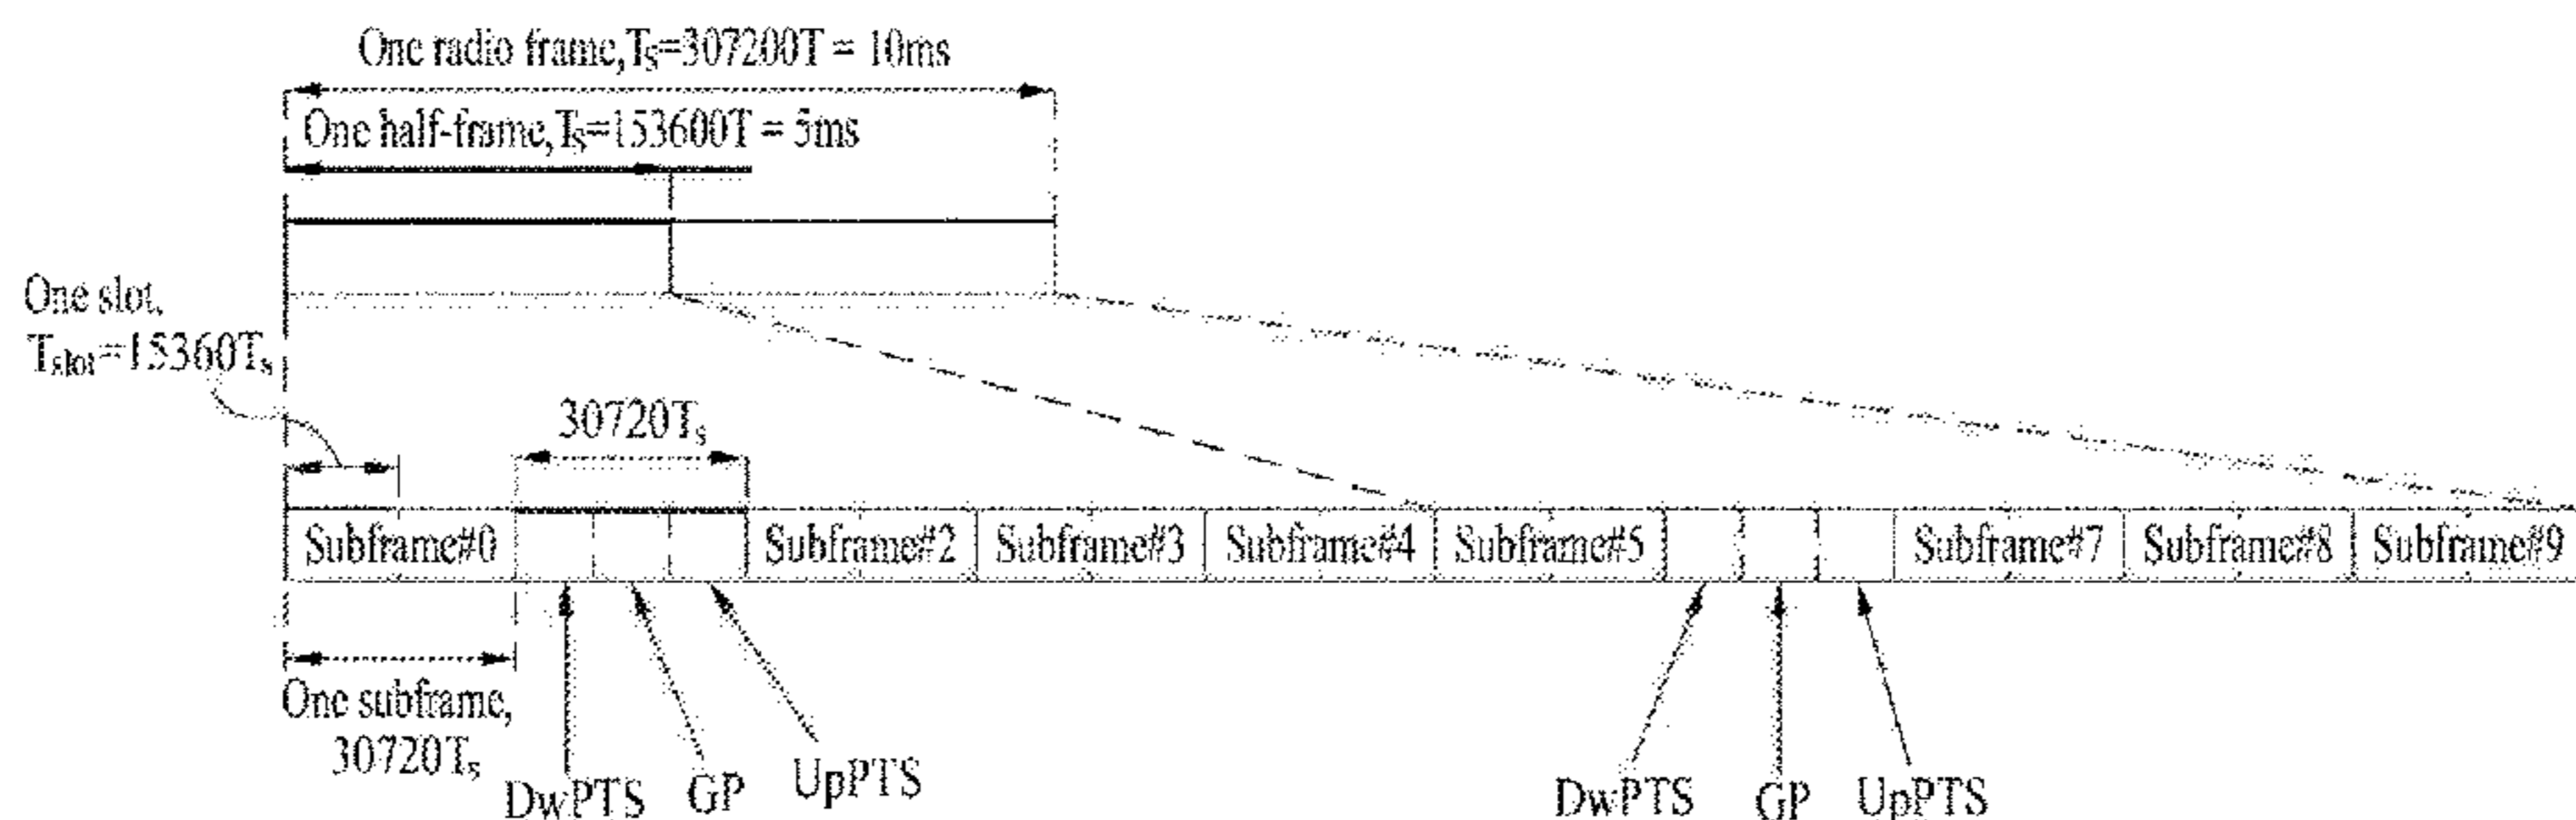 One radio frame,Ts=307200T = 10ms
One half-frame,Ts=153600T = 5ms
One slot,
Tslot=15360Ts
30720Ts
Subframe#0 Subframe#2 Subframe#3 Subframe#4 Subframe#5 Subframe#7 Subframe#8 Subframe#9
One subframe,
30720Ts
DwPTS GP UpPTS DwPTS GP UpPTS